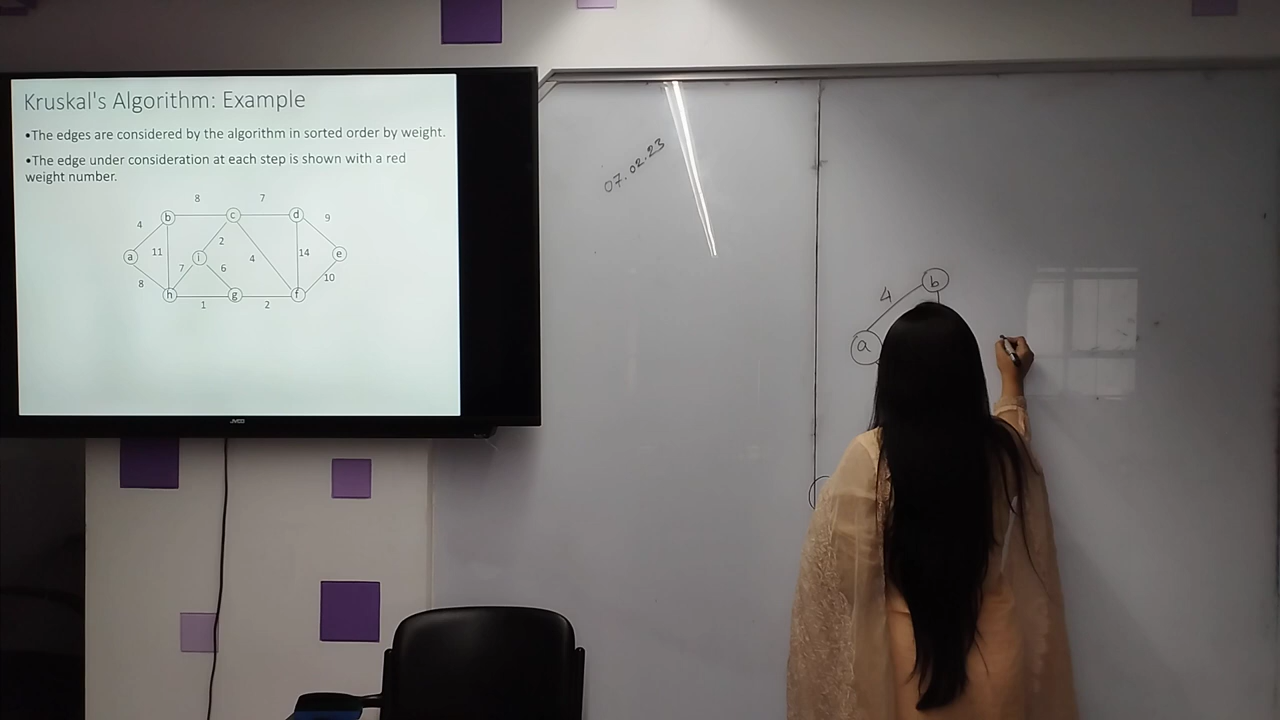 Kruskal's Algorithm: Example
•The edges are considered by the algorithm in sorted order by weight.
•The edge under consideration at each step is shown with a red
weight number.
8 7
b c d
4 9
2
11 4 14
a i e
7 6
8 10
h g f
1 2
JVCO
07.02.23
b
4
a